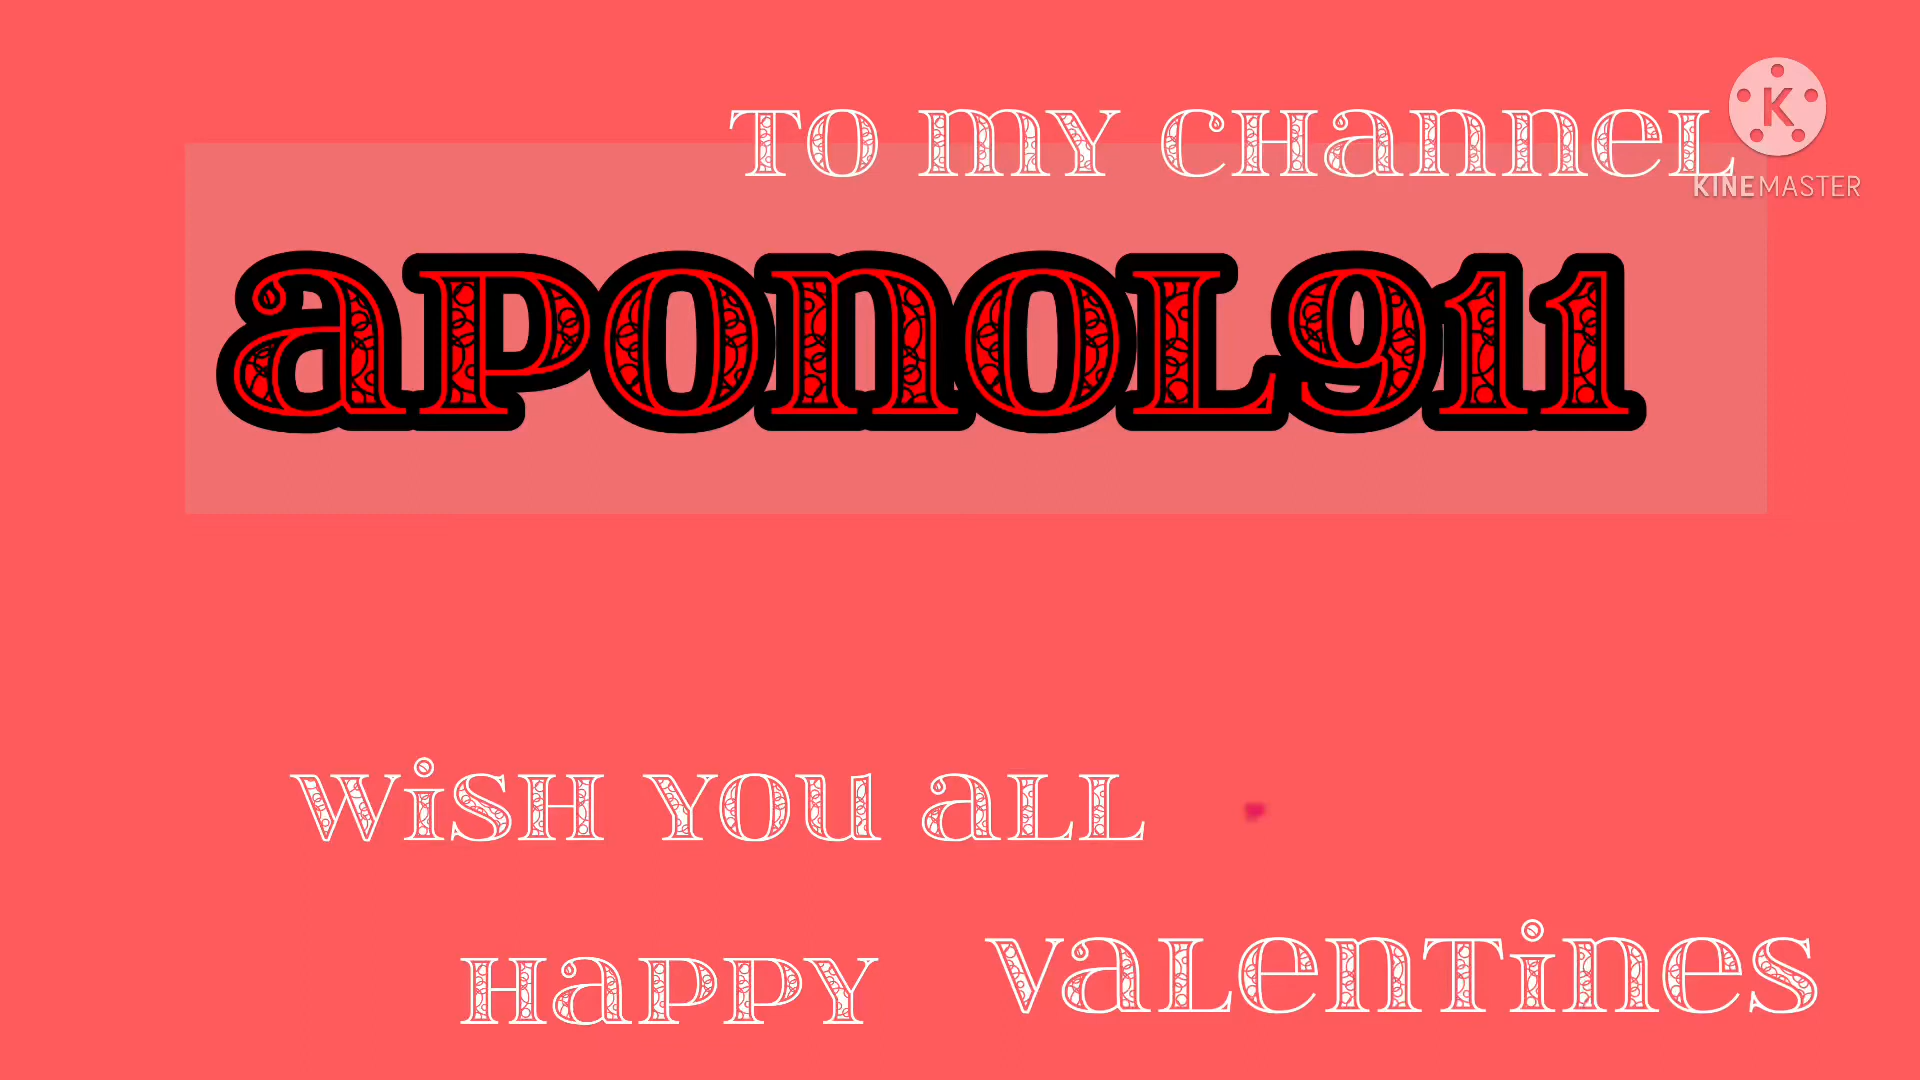 TO MY CHANNEL
KINEMASTER
APONOL911
WiSH YOU ALL
HAPPY VALENTiNES